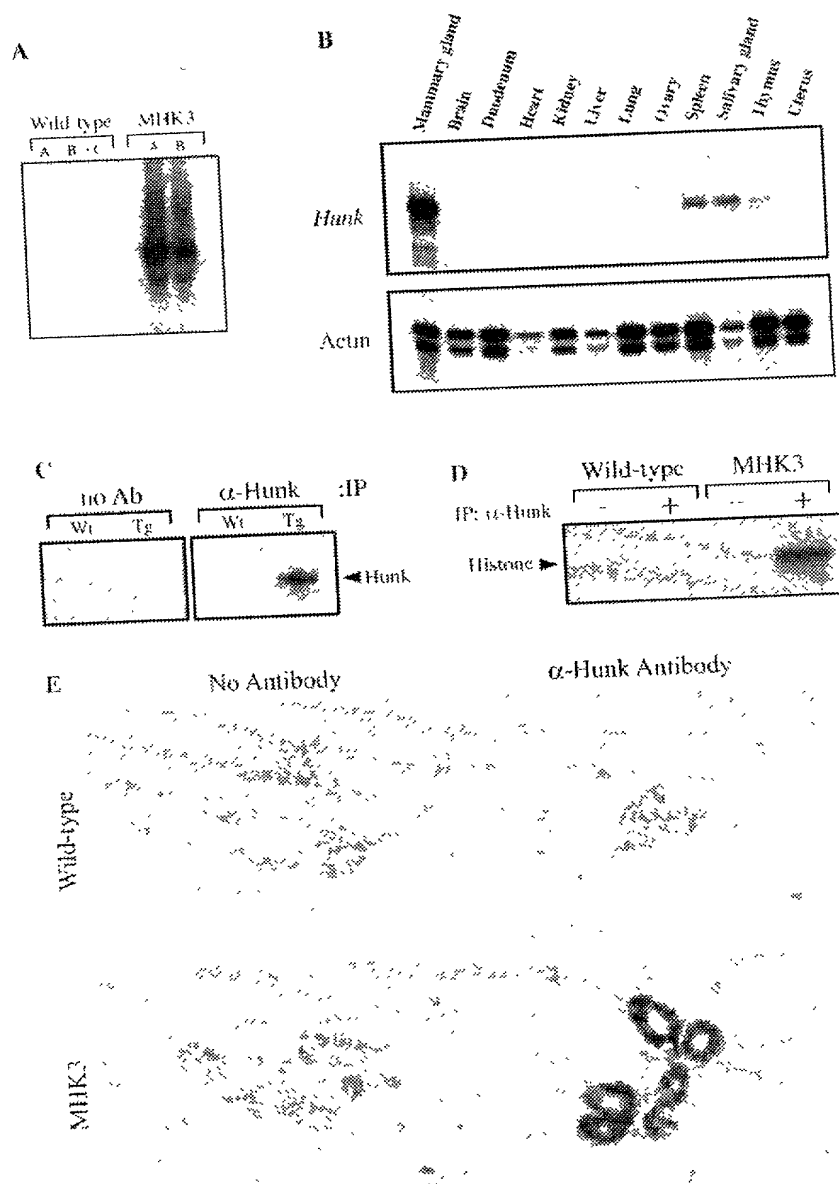 A
Wild type MHK3
A B C A B
B
Mammary gland
Brain
Duodenum
Heart
Kidney
Liver
Lung
Ovary
Spleen
Salivary gland
Thymus
Uterus
Hunk
Actin
C
no Ab α-Hunk :IP
Wt Tg Wt Tg
Hunk
D
Wild-type MHK3
IP: α-Hunk - + - +
Histone
E
No Antibody α-Hunk Antibody
Wild-type
MHK3